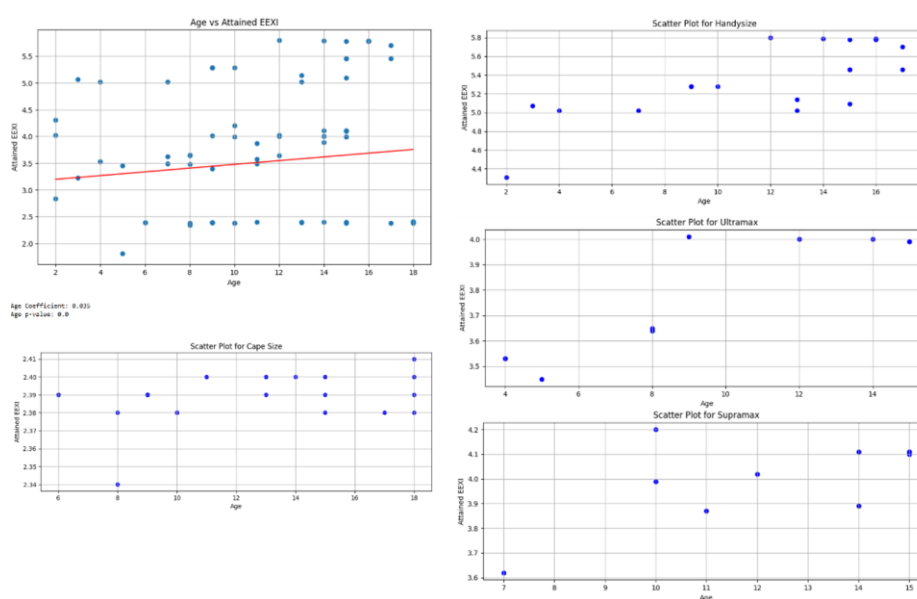 Age vs Attained EEXI
Attained EEXI
5.5
5.0
4.5
4.0
3.5
3.0
2.5
2.0
2 4 6 8 10 12 14 16 18
Age
Age Coefficient: 0.035
Age p-value: 0.0
Scatter Plot for Cape Size
Attained EEXI
2.41
2.40
2.39
2.38
2.37
2.36
2.35
2.34
6 8 10 12 14 16 18
Age
Scatter Plot for Handysize
Attained EEXI
5.8
5.6
5.4
5.2
5.0
4.8
4.6
4.4
2 4 6 8 10 12 14 16
Age
Scatter Plot for Ultramax
Attained EEXI
4.0
3.9
3.8
3.7
3.6
3.5
4 6 8 10 12 14
Age
Scatter Plot for Supramax
Attained EEXI
4.2
4.1
4.0
3.9
3.8
3.7
3.6
7 8 9 10 11 12 13 14 15
Age